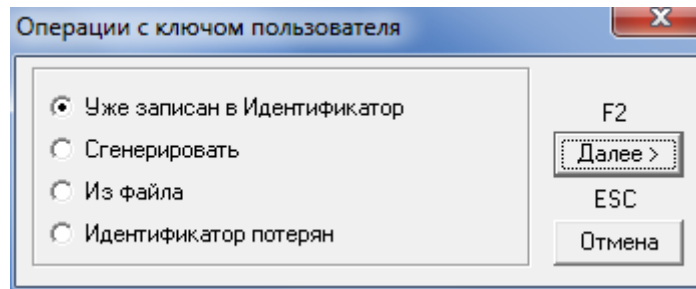 Операции с ключом пользователя
Уже записан в Идентификатор
Сгенерировать
Из файла
Идентификатор потерян
F2
Далее >
ESC
Отмена